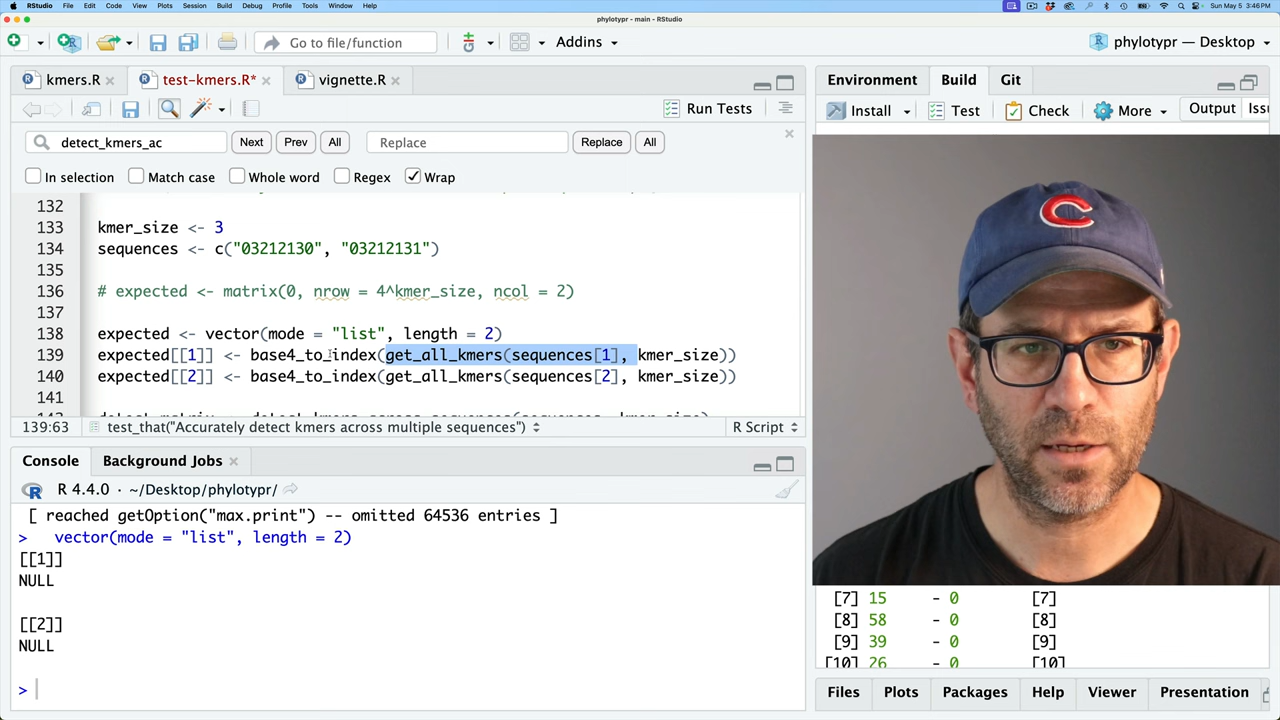 RStudio File Edit Code View Plots Session Build Debug Profile Tools Window Help Sun May 5 3:46 PM
phylotypr - main - RStudio
Go to file/function Addins phylotypr — Desktop
kmers.R test-kmers.R* vignette.R
Run Tests
detect_kmers_ac Next Prev All Replace Replace All
In selection Match case Whole word Regex Wrap
132
133 kmer_size <- 3
134 sequences <- c("03212130", "03212131")
135
136 # expected <- matrix(0, nrow = 4^kmer_size, ncol = 2)
137
138 expected <- vector(mode = "list", length = 2)
139 expected[[1]] <- base4_to_index(get_all_kmers(sequences[1], kmer_size))
140 expected[[2]] <- base4_to_index(get_all_kmers(sequences[2], kmer_size))
141
139:63 test_that("Accurately detect kmers across multiple sequences") R Script
Console Background Jobs
R 4.4.0 · ~/Desktop/phylotypr/
[ reached getOption("max.print") -- omitted 64536 entries ]
> vector(mode = "list", length = 2)
[[1]]
NULL
[[2]]
NULL
>
Environment Build Git
Install Test Check More Output Iss
C
[7] 15 - 0 [7]
[8] 58 - 0 [8]
[9] 39 - 0 [9]
[10] 26 - 0 [10]
Files Plots Packages Help Viewer Presentation